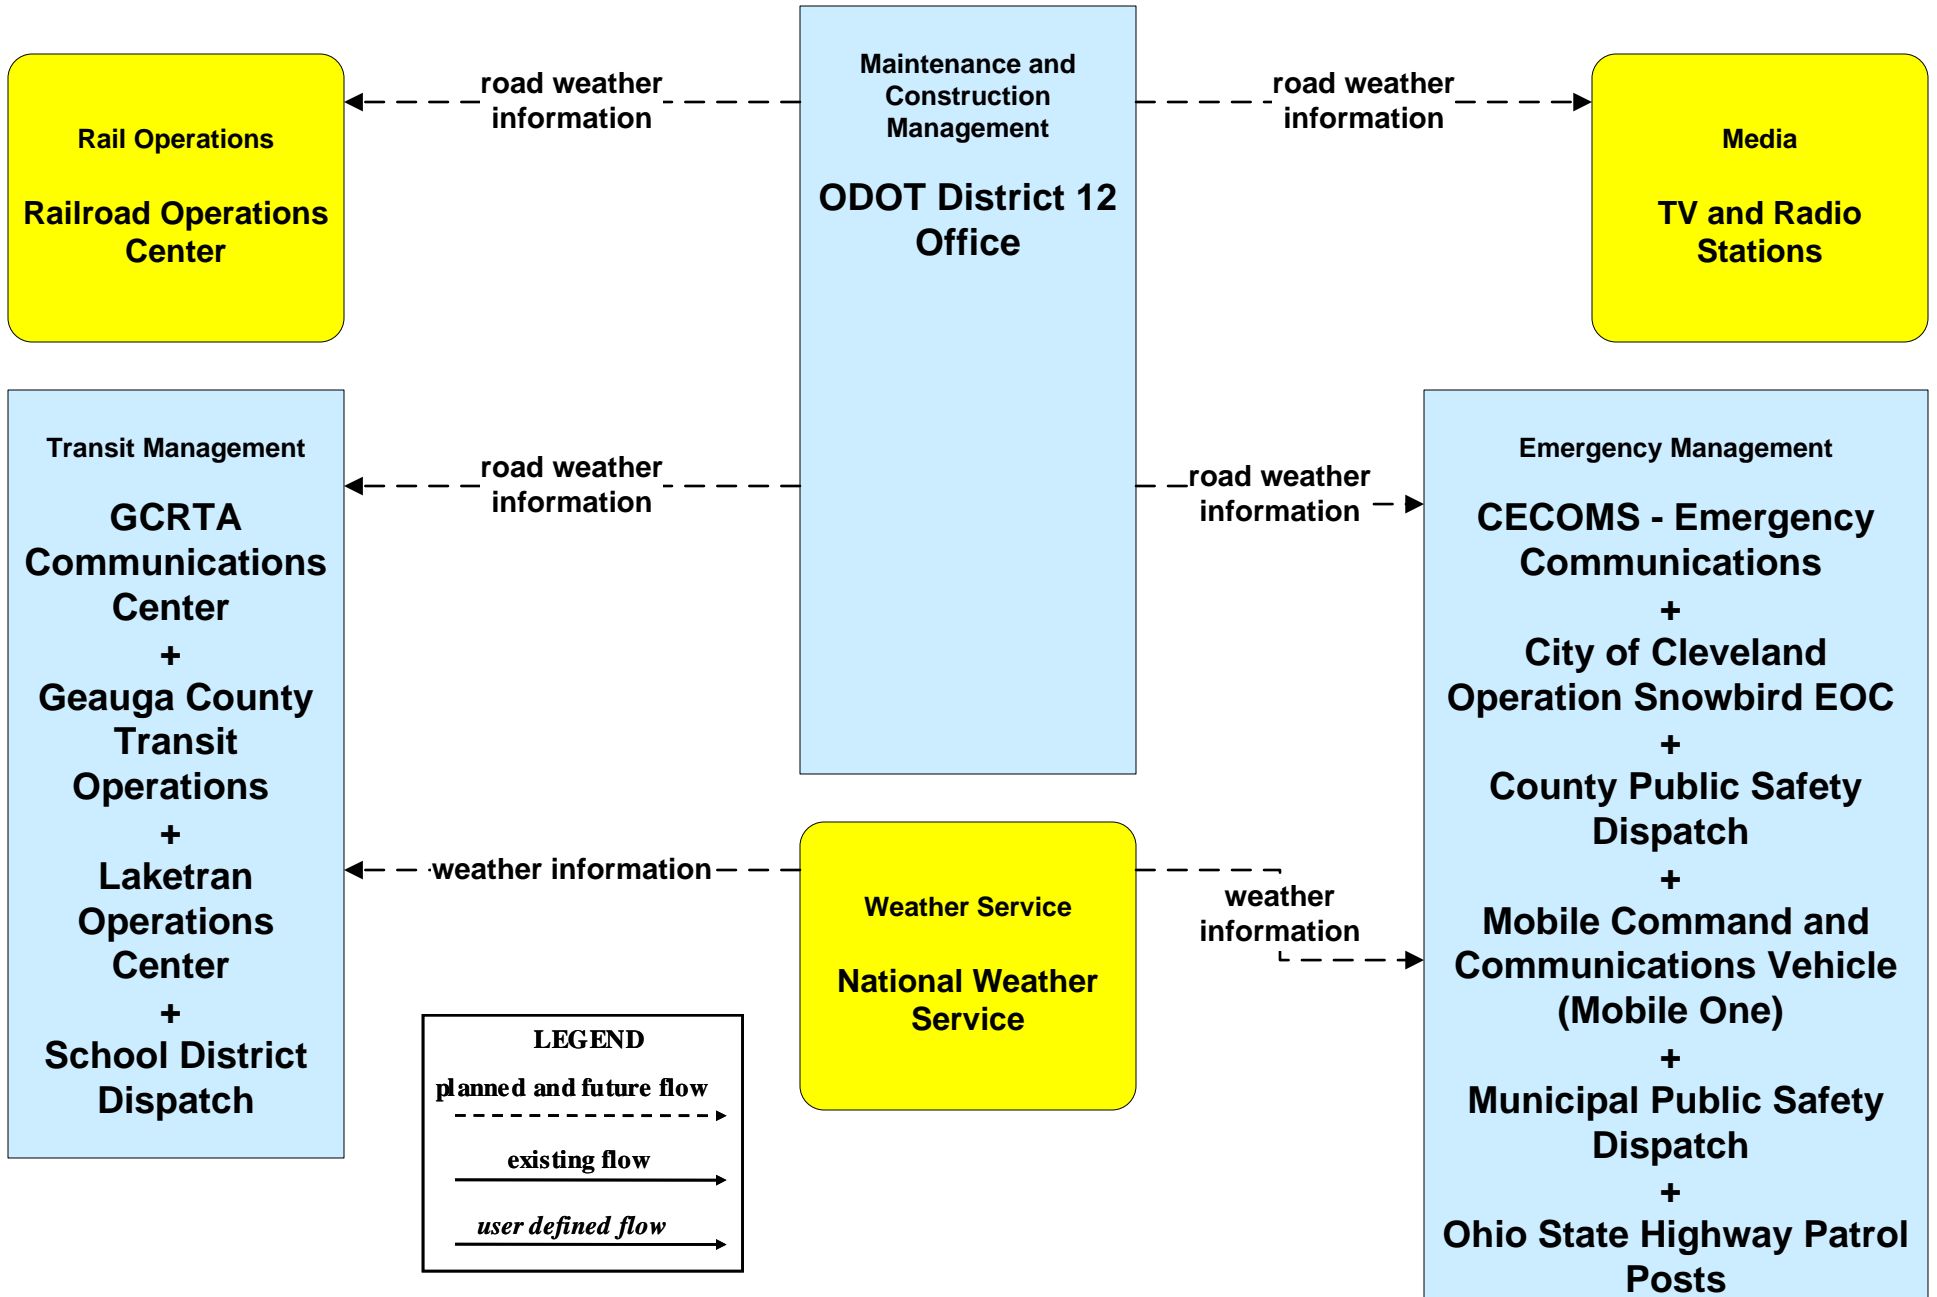 Maintenance and
Construction
Management
ODOT District 12
Office
Rail Operations
Railroad Operations
Center
road weather
information
road weather
information
Media
TV and Radio
Stations
Transit Management
GCRTA
Communications
Center
+
Geauga County
Transit
Operations
+
Laketran
Operations
Center
+
School District
Dispatch
road weather
information
road weather
information
Emergency Management
CECOMS - Emergency
Communications
+
City of Cleveland
Operation Snowbird EOC
+
County Public Safety
Dispatch
+
Mobile Command and
Communications Vehicle
(Mobile One)
+
Municipal Public Safety
Dispatch
+
Ohio State Highway Patrol
Posts
weather information
Weather Service
National Weather
Service
weather
information
LEGEND
planned and future flow
existing flow
user defined flow